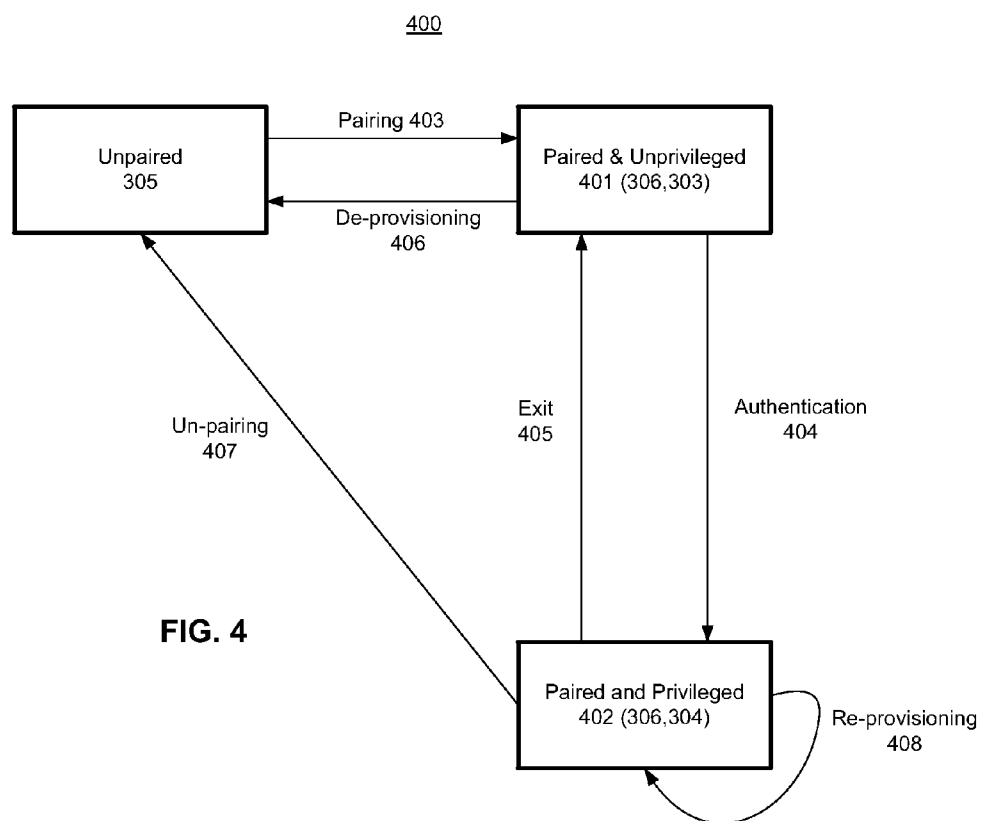 400
Unpaired
305
Pairing 403
Paired & Unprivileged
401 (306,303)
De-provisioning
406
Un-pairing
407
Exit
405
Authentication
404
FIG. 4
Paired and Privileged
402 (306,304)
Re-provisioning
408